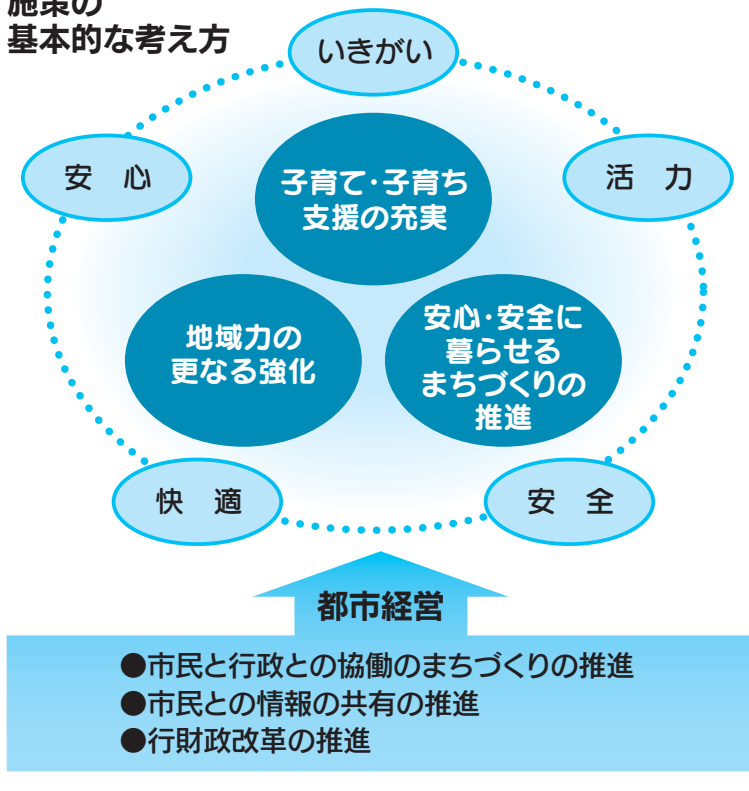 施策の
基本的な考え方
いきがい
安　心
活　力
子育て・子育ち
支援の充実
地域力の
更なる強化
安心・安全に
暮らせる
まちづくりの
推進
快　適
安　全
都市経営
●市民と行政との協働のまちづくりの推進
●市民との情報の共有の推進
●行財政改革の推進